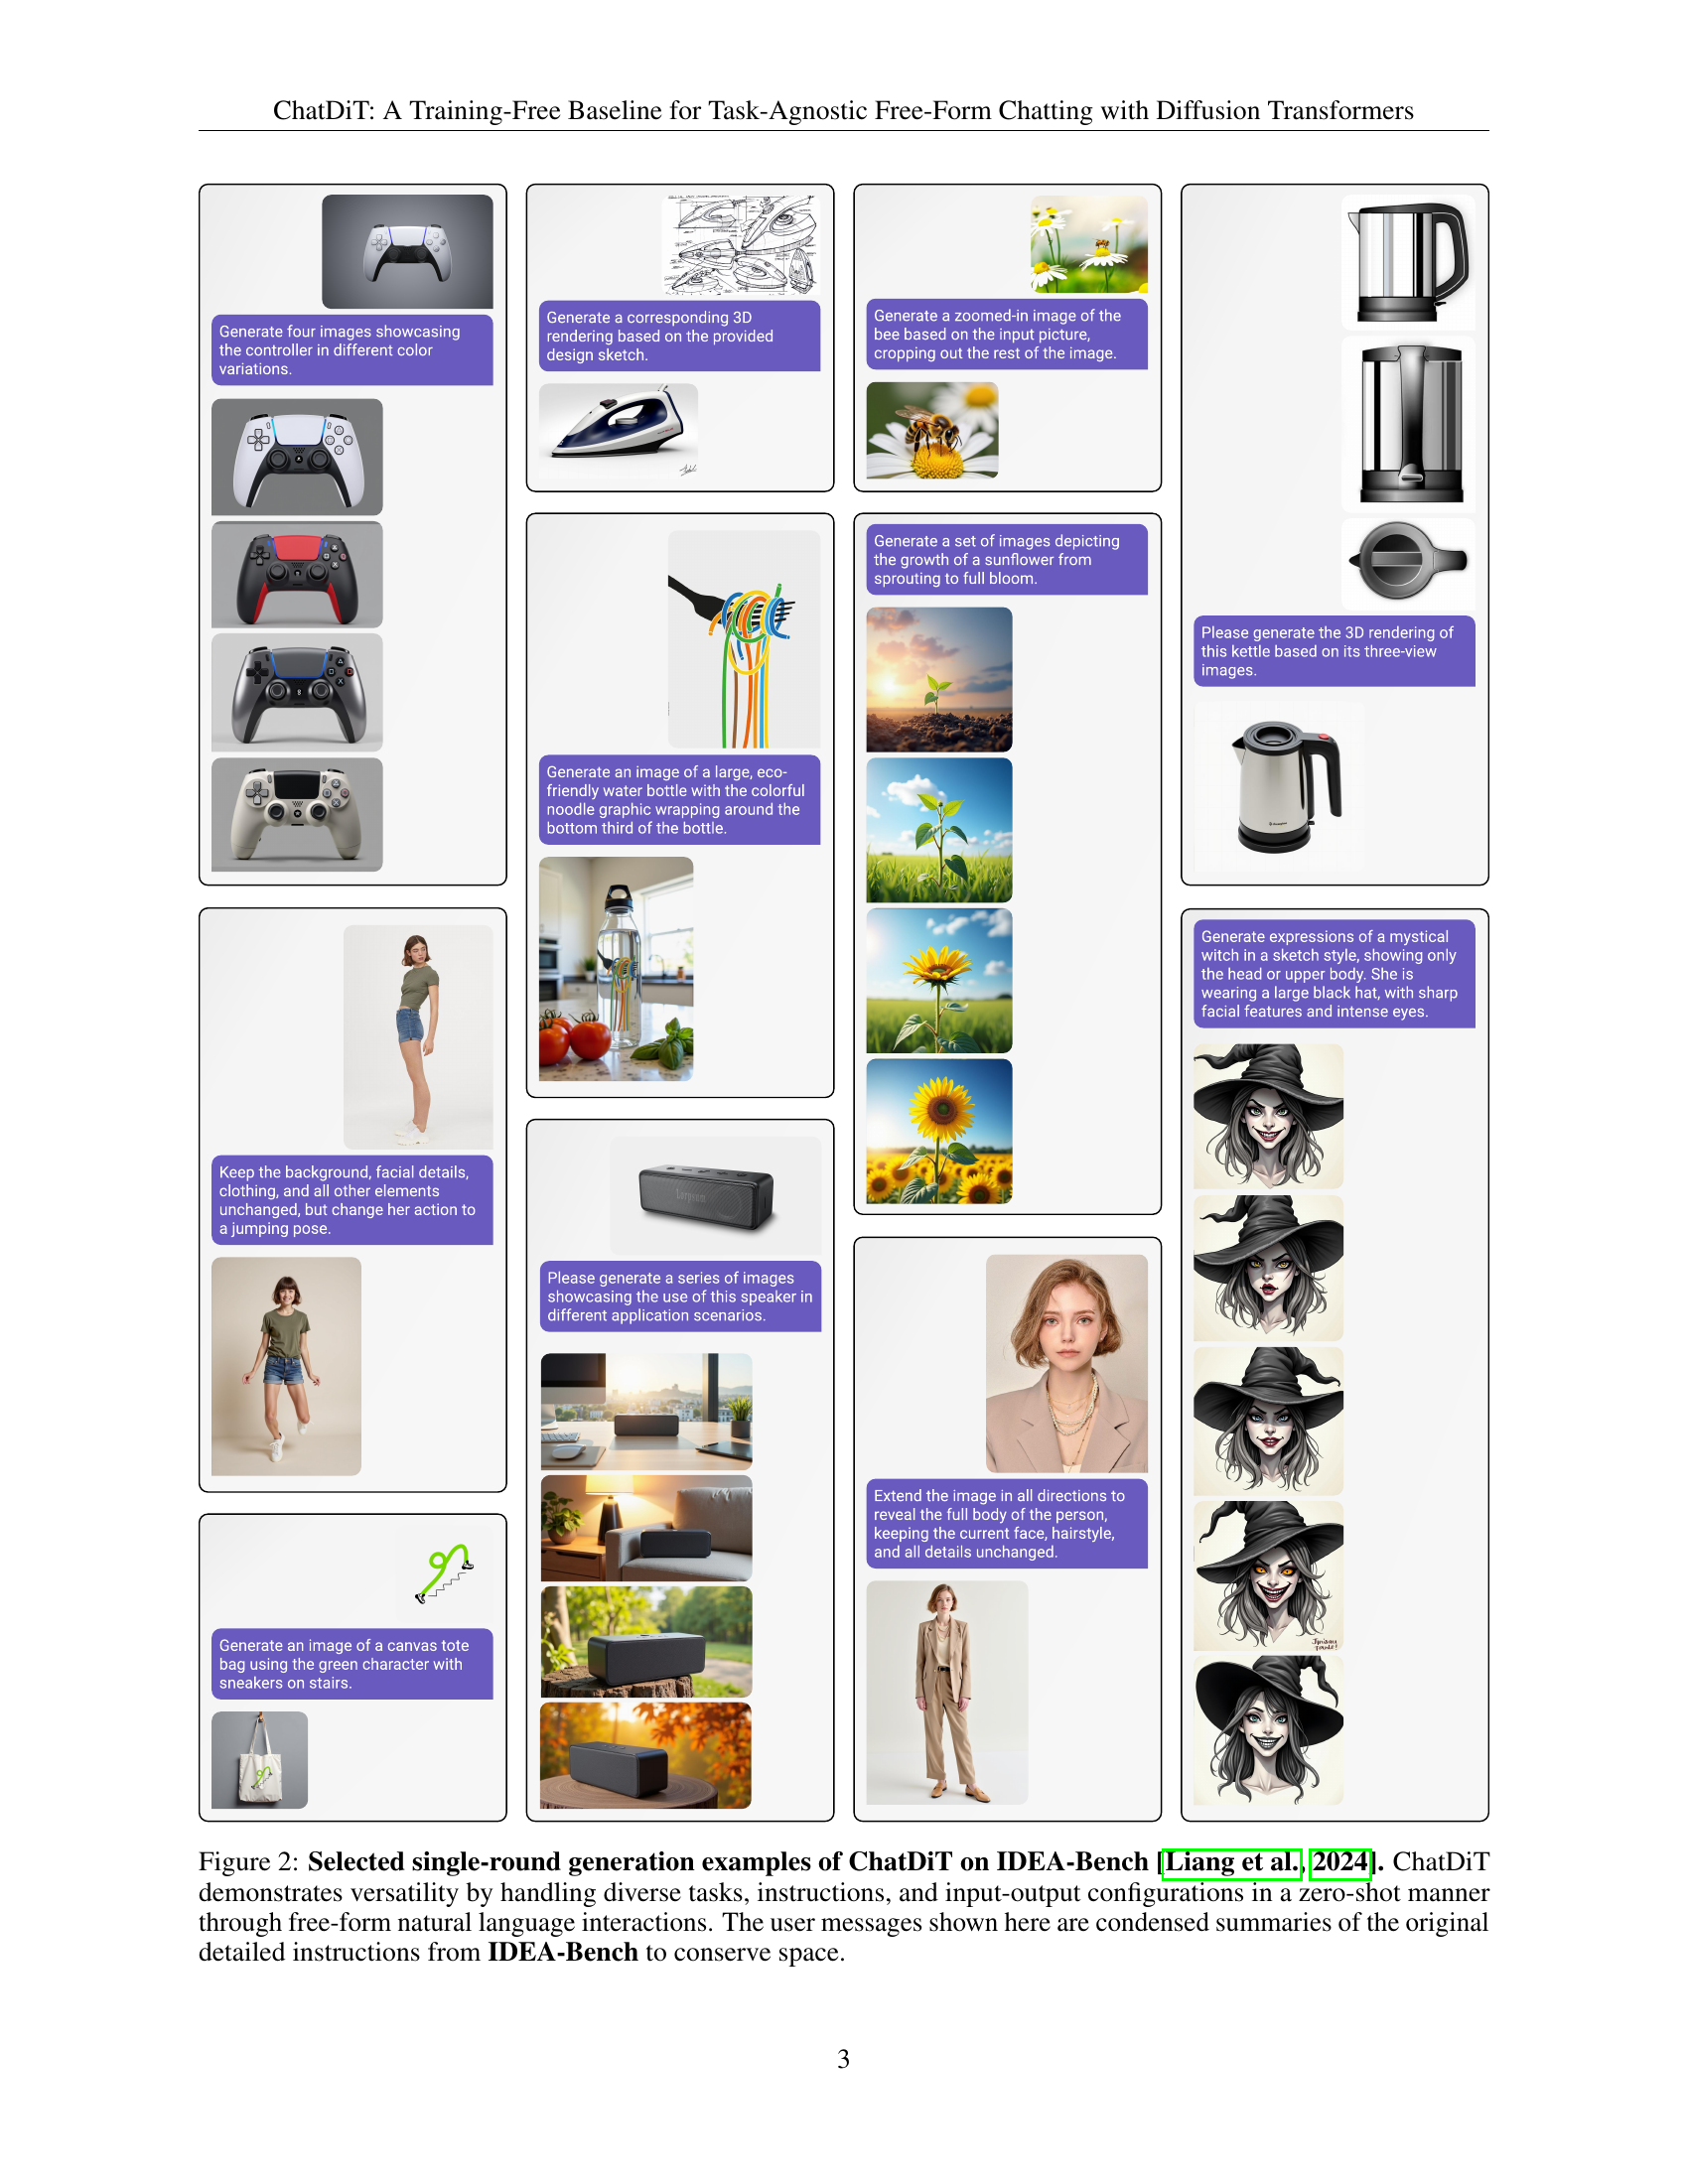 ChatDiT: A Training-Free Baseline for Task-Agnostic Free-Form Chatting with Diffusion Transformers
Generate four images showcasing
the controller in different color
variations.
Keep the background, facial details,
clothing, and all other elements
unchanged, but change her action to
a jumping pose.
Generate an image of a canvas tote
bag using the green character with
sneakers on stairs.
Generate a corresponding 3D
rendering based on the provided
design sketch.
Generate an image of a large, eco-
friendly water bottle with the colorful
noodle graphic wrapping around the
bottom third of the bottle.
Please generate a series of images
showcasing the use of this speaker in
different application scenarios.
Generate a zoomed-in image of the
bee based on the input picture,
cropping out the rest of the image.
Generate a set of images depicting
the growth of a sunflower from
sprouting to full bloom.
Extend the image in all directions to
reveal the full body of the person,
keeping the current face, hairstyle,
and all details unchanged.
Please generate the 3D rendering of
this kettle based on its three-view
images.
Generate expressions of a mystical
witch in a sketch style, showing only
the head or upper body. She is
wearing a large black hat, with sharp
facial features and intense eyes.
Figure 2: Selected single-round generation examples of ChatDiT on IDEA-Bench [Liang et al., 2024]. ChatDiT
demonstrates versatility by handling diverse tasks, instructions, and input-output configurations in a zero-shot manner
through free-form natural language interactions. The user messages shown here are condensed summaries of the original
detailed instructions from IDEA-Bench to conserve space.
3